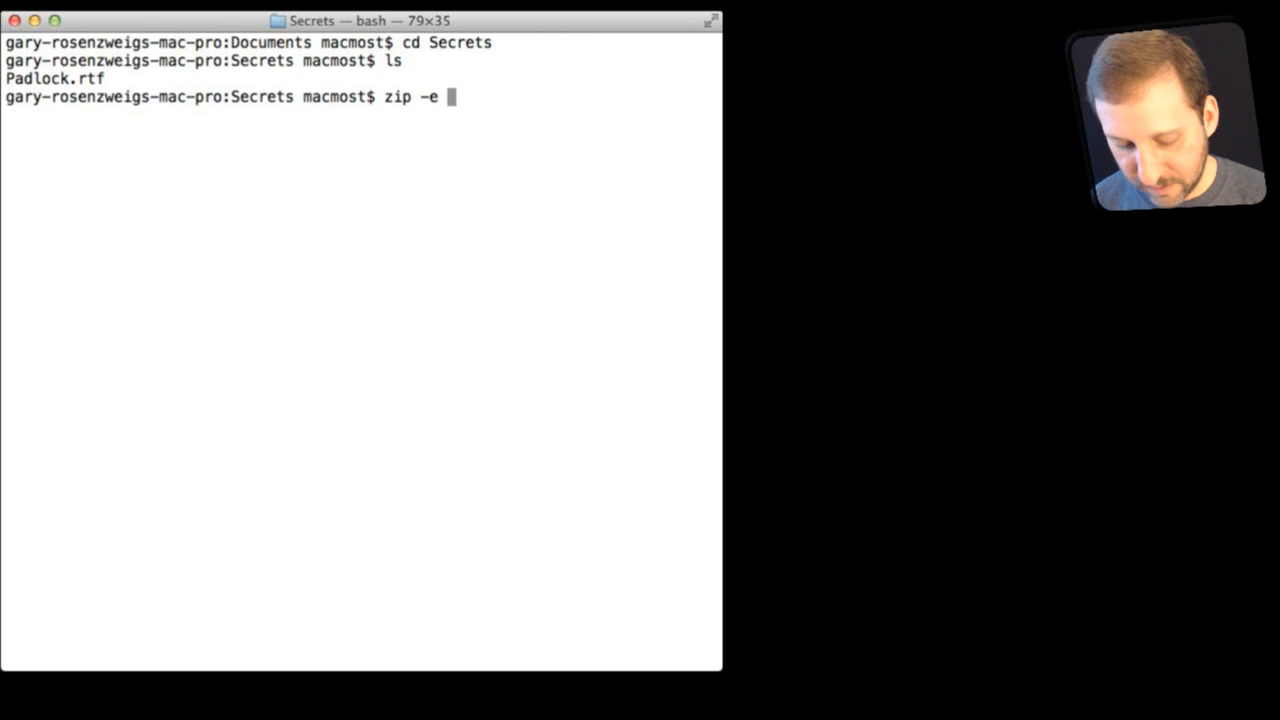 Secrets — bash — 79×35
gary-rosenzweigs-mac-pro:Documents macmost$ cd Secrets
gary-rosenzweigs-mac-pro:Secrets macmost$ ls
Padlock.rtf
gary-rosenzweigs-mac-pro:Secrets macmost$ zip -e